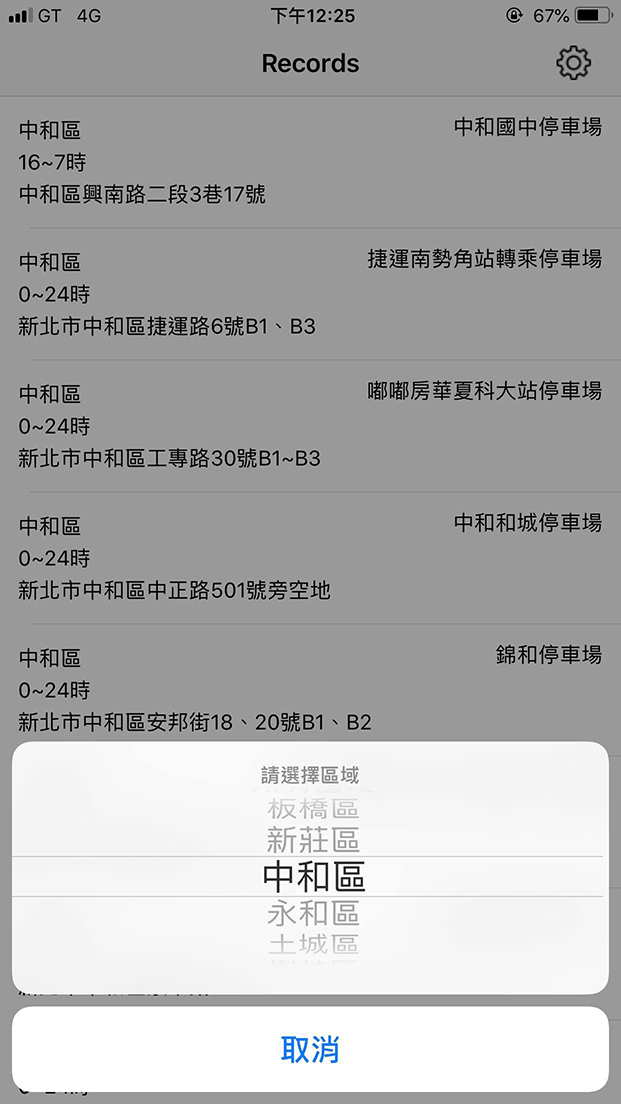 GT 4G 下午12:25 67%
Records
中和區 中和國中停車場
16~7時
中和區興南路二段3巷17號
中和區 捷運南勢角站轉乘停車場
0~24時
新北市中和區捷運路6號B1、B3
中和區 嘟嘟房華夏科大站停車場
0~24時
新北市中和區工專路30號B1~B3
中和區 中和和城停車場
0~24時
新北市中和區中正路501號旁空地
中和區 錦和停車場
0~24時
新北市中和區安邦街18、20號B1、B2
請選擇區域
板橋區
新莊區
中和區
永和區
土城區
取消